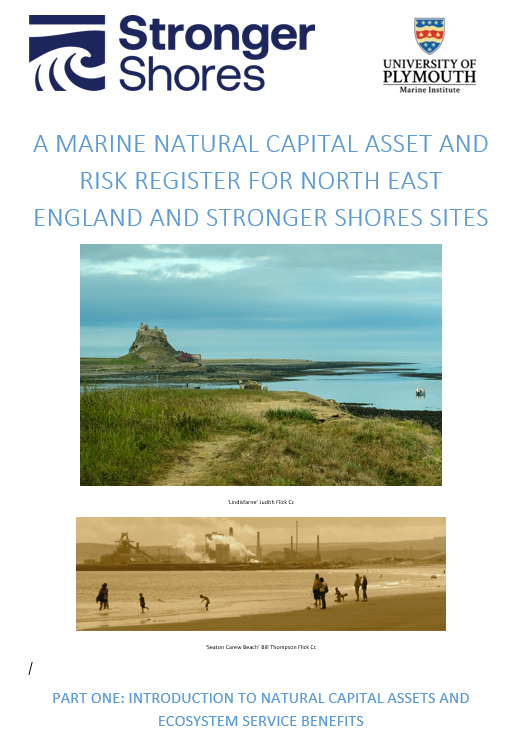 Stronger
Shores
UNIVERSITY OF
PLYMOUTH
Marine Institute
A MARINE NATURAL CAPITAL ASSET AND
RISK REGISTER FOR NORTH EAST
ENGLAND AND STRONGER SHORES SITES
'Lindisfarne' Judith Flick Cc
'Seaton Carew Beach' Bill Thompson Flick Cc
/
PART ONE: INTRODUCTION TO NATURAL CAPITAL ASSETS AND
ECOSYSTEM SERVICE BENEFITS